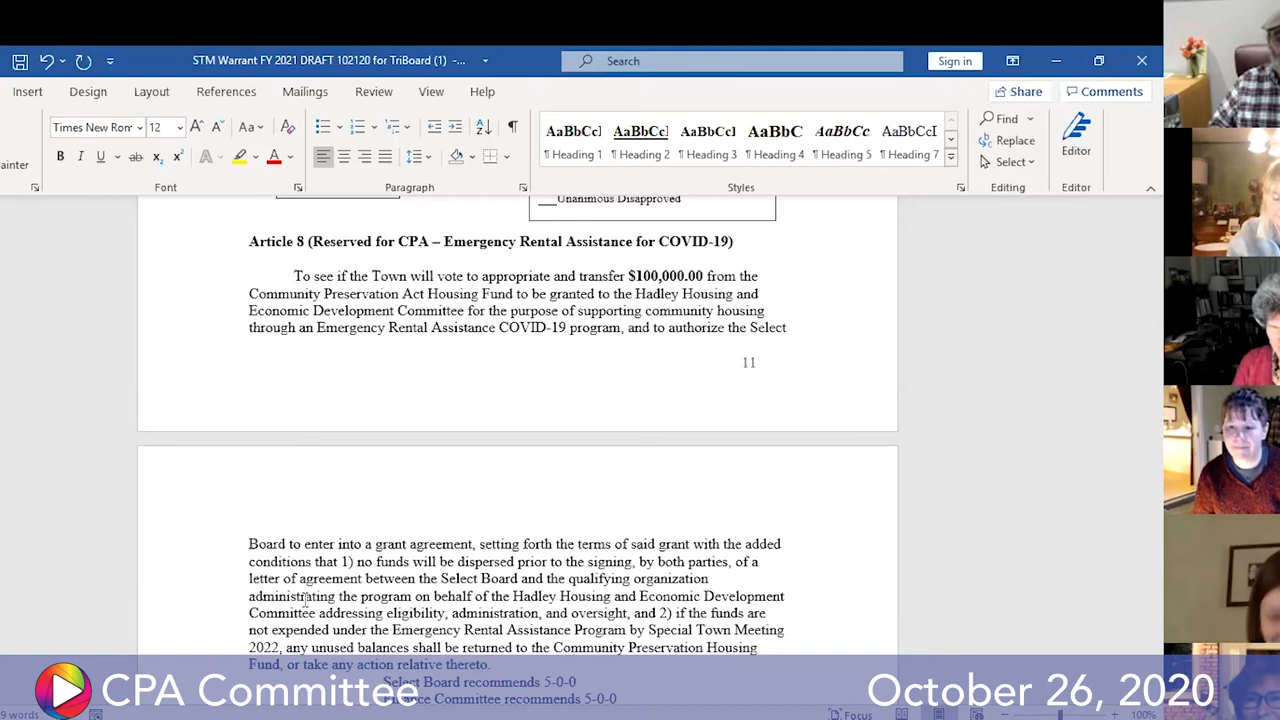 STM Warrant FY 2021 DRAFT 102120 for TriBoard (1) -...
Search
Sign in
Insert Design Layout References Mailings Review View Help
Share
Comments
Times New Ror
12
Aa
AaBbCcI AaBbCcI AaBbCcI AaBbC AaBbCc AaBbCcI
¶ Heading 1 ¶ Heading 2 ¶ Heading 3 ¶ Heading 4 ¶ Heading 5 ¶ Heading 7
Find
Replace
Select
Editor
ainter
B I U ab x₂ x²
Font Paragraph Styles Editing Editor
___Unanimous Disapproved
Article 8 (Reserved for CPA – Emergency Rental Assistance for COVID-19)
To see if the Town will vote to appropriate and transfer $100,000.00 from the
Community Preservation Act Housing Fund to be granted to the Hadley Housing and
Economic Development Committee for the purpose of supporting community housing
through an Emergency Rental Assistance COVID-19 program, and to authorize the Select
11
Board to enter into a grant agreement, setting forth the terms of said grant with the added
conditions that 1) no funds will be dispersed prior to the signing, by both parties, of a
letter of agreement between the Select Board and the qualifying organization
administrating the program on behalf of the Hadley Housing and Economic Development
Committee addressing eligibility, administration, and oversight, and 2) if the funds are
not expended under the Emergency Rental Assistance Program by Special Town Meeting
2022, any unused balances shall be returned to the Community Preservation Housing
Fund, or take any action relative thereto.
Select Board recommends 5-0-0
Finance Committee recommends 5-0-0
CPA Committee
October 26, 2020
9 words
Focus
100%